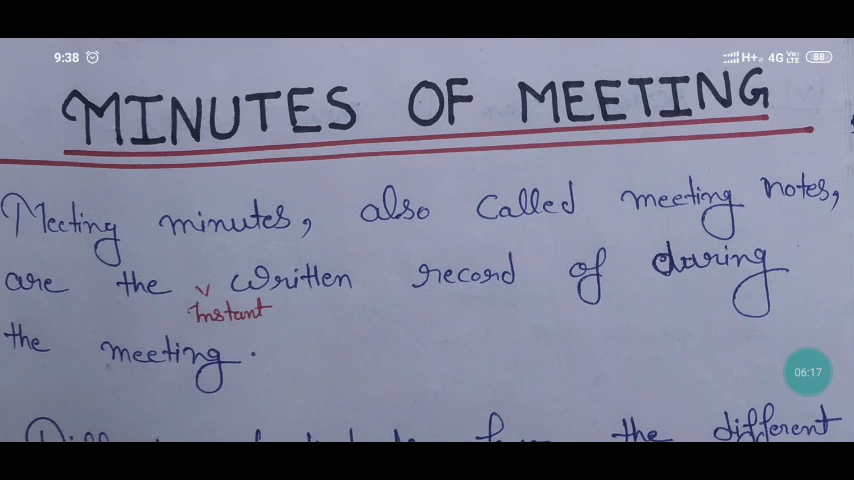 9:38
H+ 4G VoLTE 88
MINUTES OF MEETING
Meeting minutes, also called meeting notes,
are the written record of during
Instant
the meeting.
06:17
the different